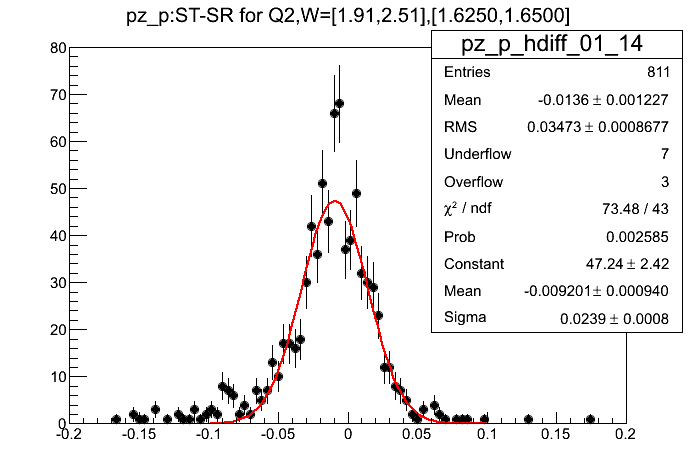 pz_p:ST-SR for Q2,W=[1.91,2.51],[1.6250,1.6500]
pz_p_hdiff_01_14
Entries 811
Mean -0.0136 ± 0.001227
RMS 0.03473 ± 0.0008677
Underflow 7
Overflow 3
χ² / ndf 73.48 / 43
Prob 0.002585
Constant 47.24 ± 2.42
Mean -0.009201 ± 0.000940
Sigma 0.0239 ± 0.0008
80
70
60
50
40
30
20
10
0
-0.2 -0.15 -0.1 -0.05 0 0.05 0.1 0.15 0.2